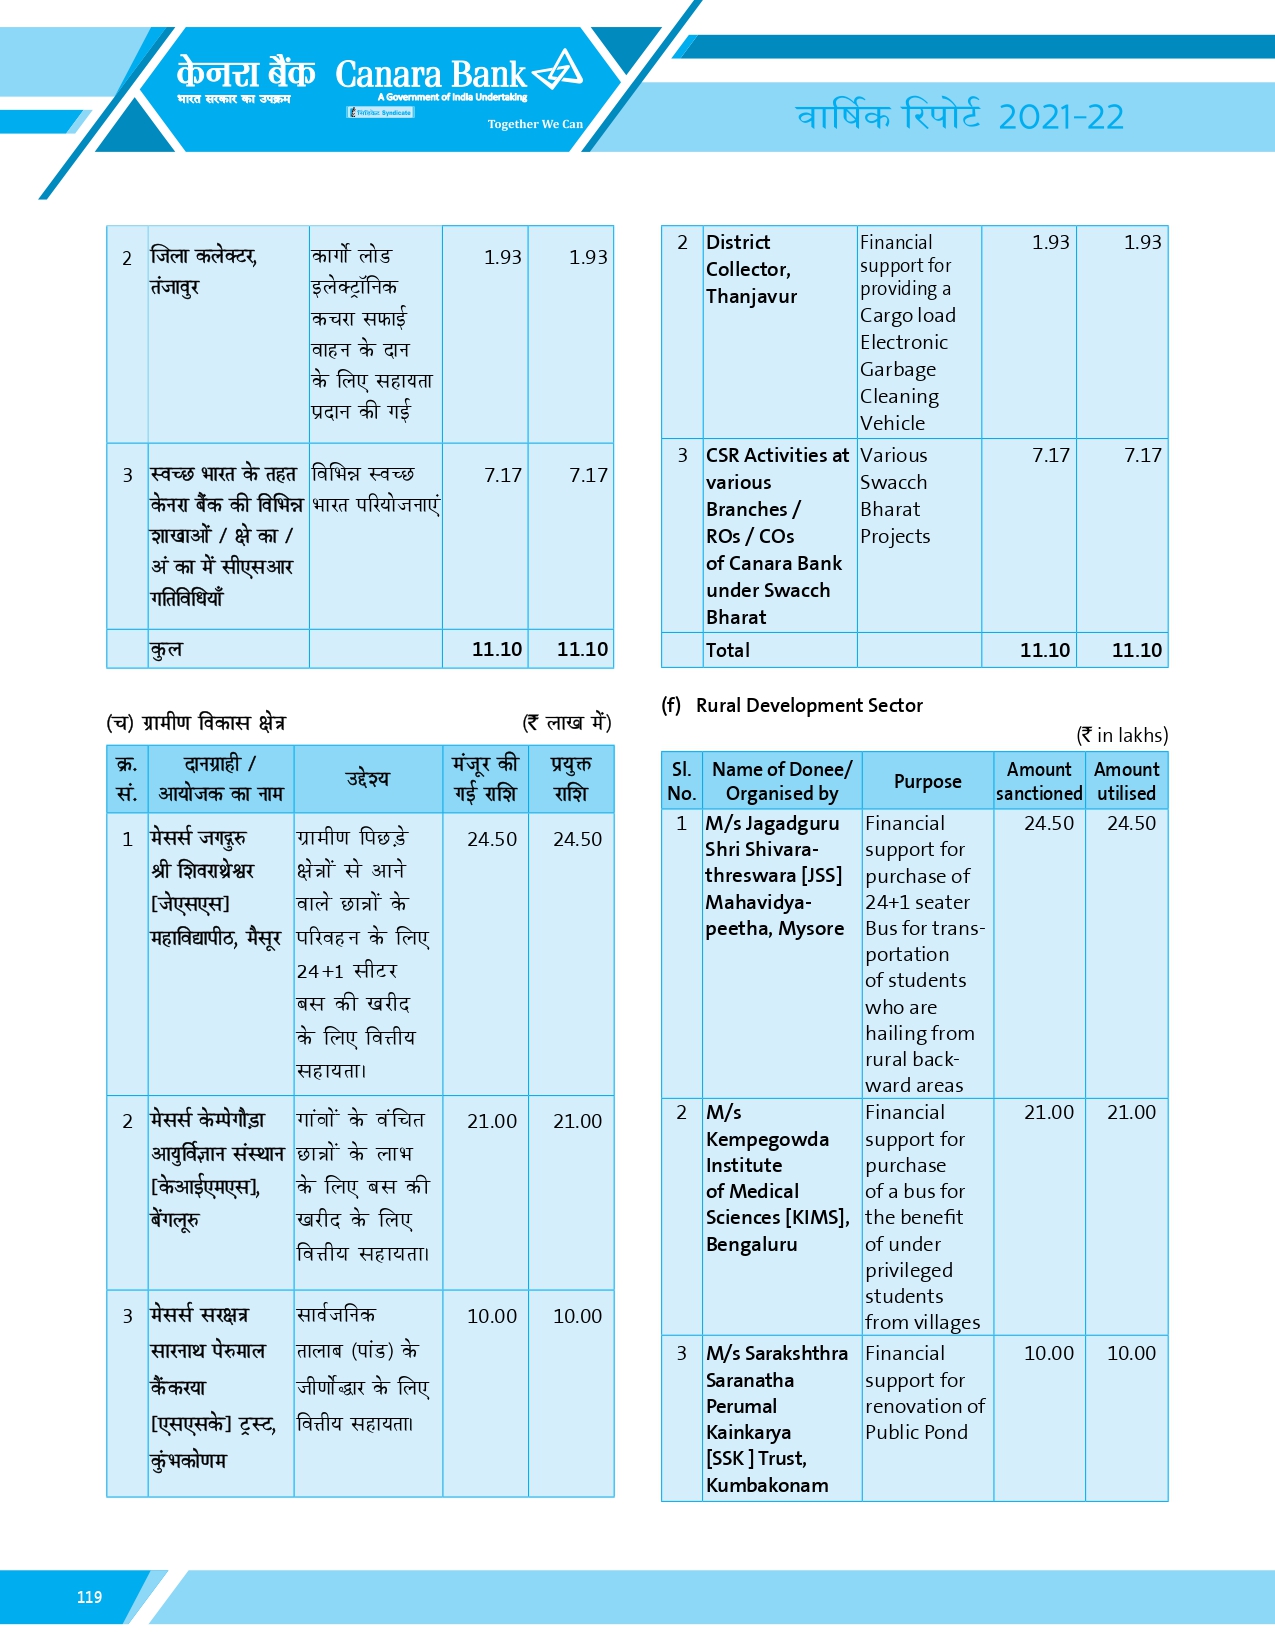 केनरा बैंक Canara Bank
भारत सरकार का उपक्रम A Government of India Undertaking
सिंडिकेट Syndicate
Together We Can
वार्षिक रिपोर्ट 2021-22
2 जिला कलेक्टर, कार्गो लोड 1.93 1.93
तंजावुर इलेक्ट्रॉनिक
कचरा सफाई
वाहन के दान
के लिए सहायता
प्रदान की गई
3 स्वच्छ भारत के तहत विभिन्न स्वच्छ 7.17 7.17
केनरा बैंक की विभिन्न भारत परियोजनाएं
शाखाओं / क्षे का /
अं का में सीएसआर
गतिविधियाँ
कुल 11.10 11.10
(च) ग्रामीण विकास क्षेत्र (₹ लाख में)
क्र. दानग्राही / उद्देश्य मंजूर की प्रयुक्त
सं. आयोजक का नाम गई राशि राशि
1 मेसर्स जगद्गुरु ग्रामीण पिछड़े 24.50 24.50
श्री शिवराथ्रेश्वर क्षेत्रों से आने
[जेएसएस] वाले छात्रों के
महाविद्यापीठ, मैसूर परिवहन के लिए
24+1 सीटर
बस की खरीद
के लिए वित्तीय
सहायता।
2 मेसर्स केम्पेगौड़ा गांवों के वंचित 21.00 21.00
आयुर्विज्ञान संस्थान छात्रों के लाभ
[केआईएमएस], के लिए बस की
बेंगलूरु खरीद के लिए
वित्तीय सहायता।
3 मेसर्स सरक्षत्र सार्वजनिक 10.00 10.00
सारनाथ पेरुमाल तालाब (पांड) के
कैंकरया जीर्णोद्धार के लिए
[एसएसके] ट्रस्ट, वित्तीय सहायता।
कुंभकोणम
2 District Financial 1.93 1.93
Collector, support for
Thanjavur providing a
Cargo load
Electronic
Garbage
Cleaning
Vehicle
3 CSR Activities at Various 7.17 7.17
various Swacch
Branches / Bharat
ROs / COs Projects
of Canara Bank
under Swacch
Bharat
Total 11.10 11.10
(f) Rural Development Sector
(₹ in lakhs)
Sl. Name of Donee/ Purpose Amount Amount
No. Organised by sanctioned utilised
1 M/s Jagadguru Financial 24.50 24.50
Shri Shivara- support for
threswara [JSS] purchase of
Mahavidya- 24+1 seater
peetha, Mysore Bus for trans-
portation
of students
who are
hailing from
rural back-
ward areas
2 M/s Financial 21.00 21.00
Kempegowda support for
Institute purchase
of Medical of a bus for
Sciences [KIMS], the benefit
Bengaluru of under
privileged
students
from villages
3 M/s Sarakshthra Financial 10.00 10.00
Saranatha support for
Perumal renovation of
Kainkarya Public Pond
[SSK ] Trust,
Kumbakonam
119